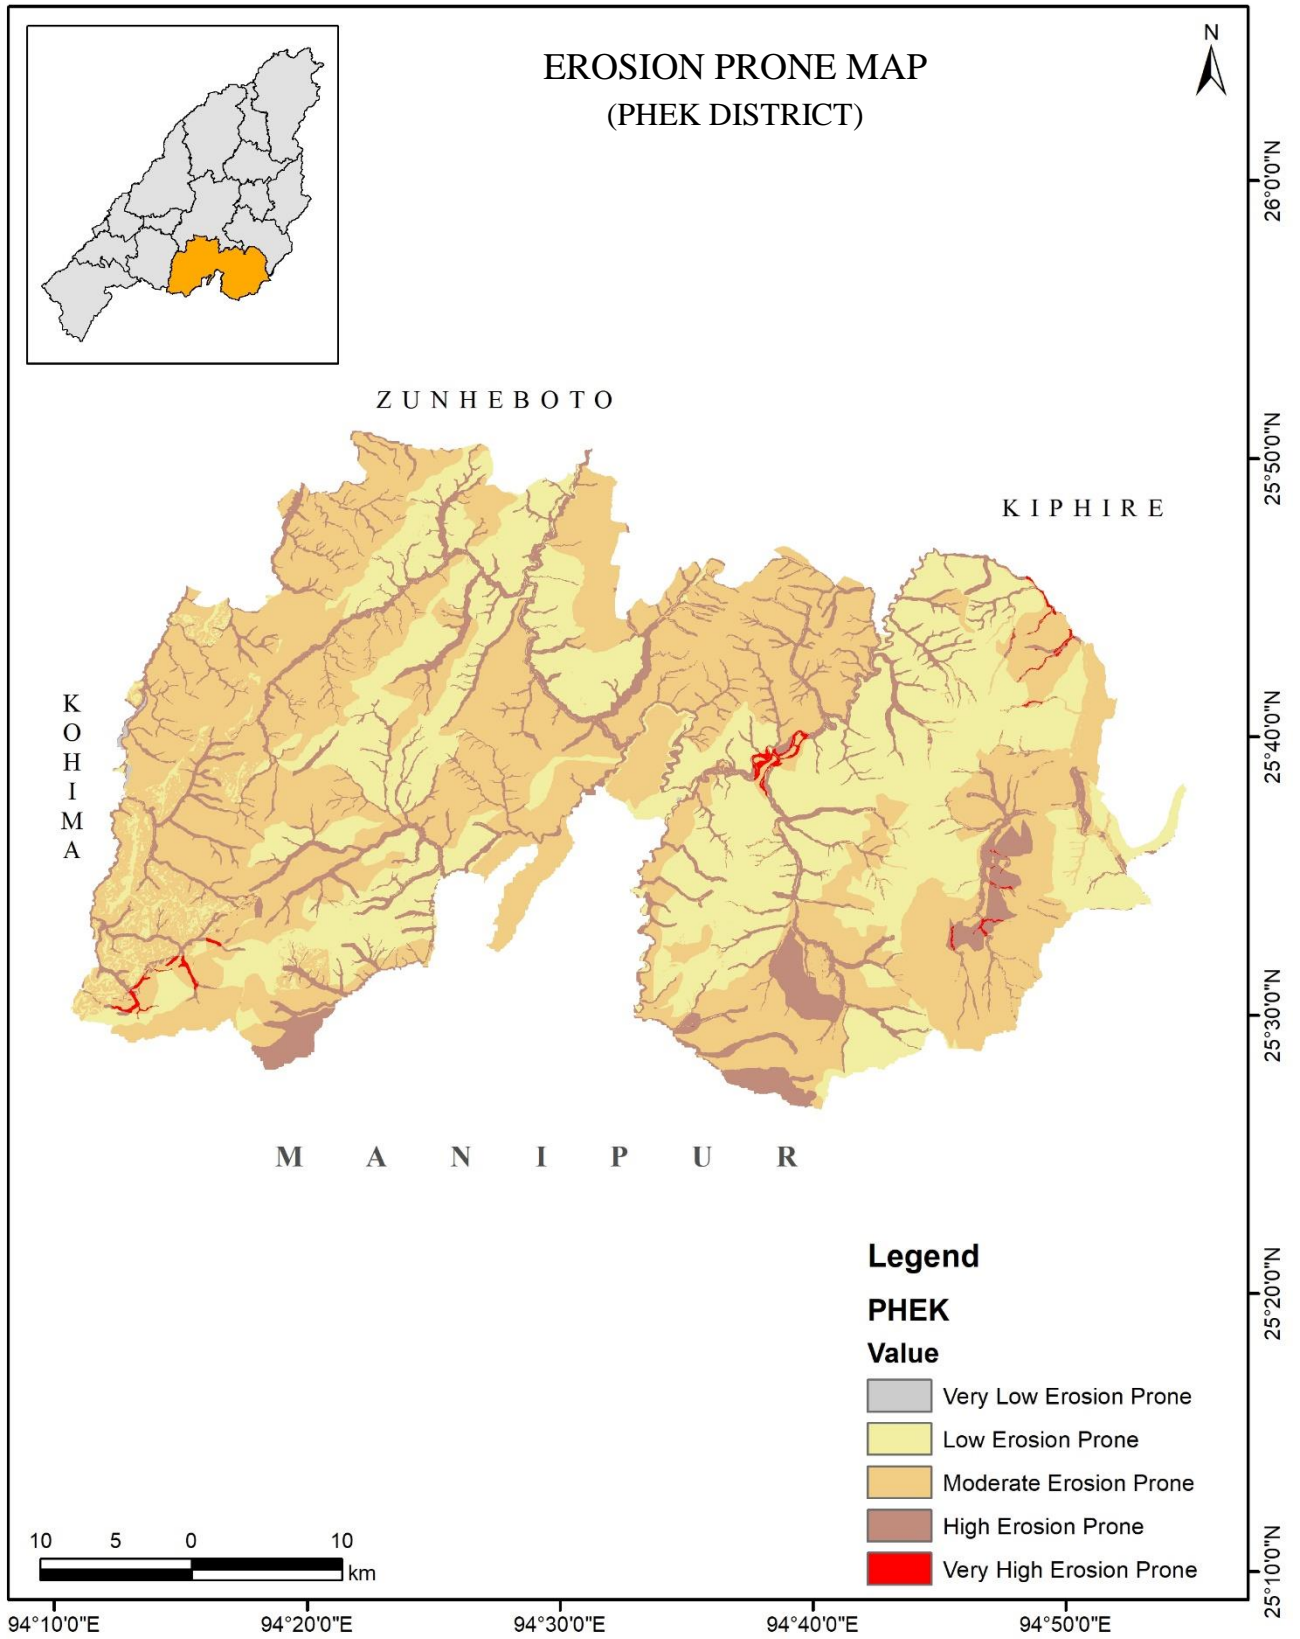 EROSION PRONE MAP
(PHEK DISTRICT)
N
26°0'0"N
ZUNHEBOTO
25°50'0"N
KIPHIRE
KOHIMA
25°40'0"N
25°30'0"N
MANIPUR
Legend
PHEK
Value
25°20'0"N
Very Low Erosion Prone
Low Erosion Prone
Moderate Erosion Prone
High Erosion Prone
Very High Erosion Prone
10 5 0 10
km
25°10'0"N
94°10'0"E 94°20'0"E 94°30'0"E 94°40'0"E 94°50'0"E